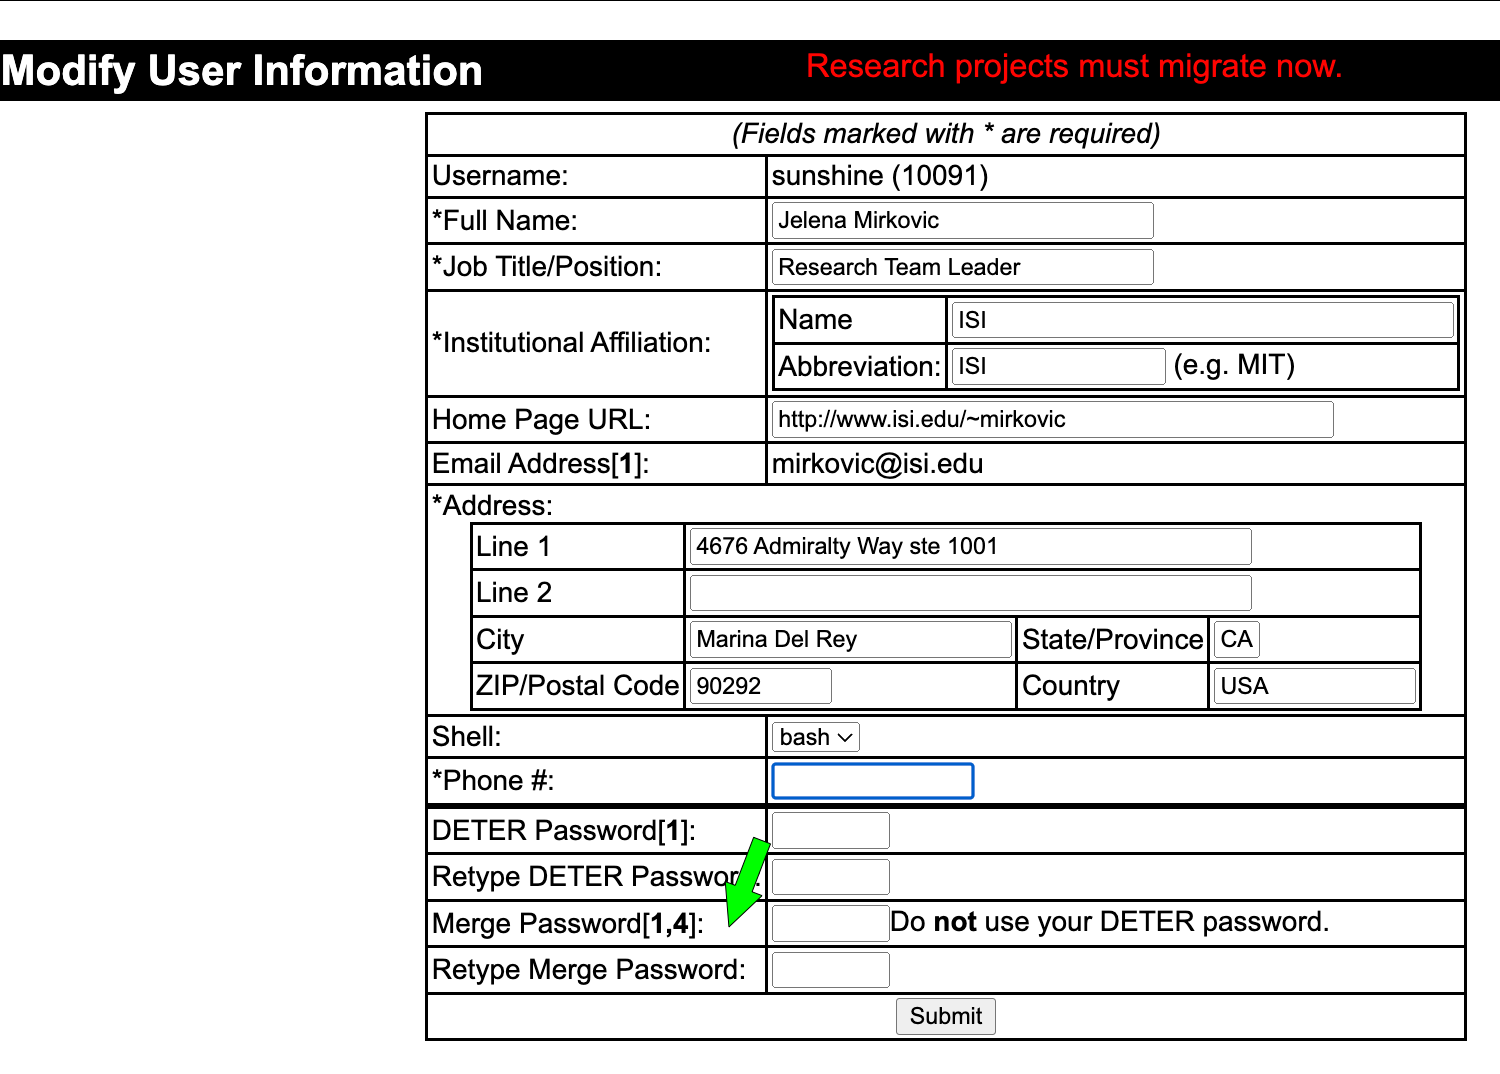 Modify User Information
Research projects must migrate now.
(Fields marked with * are required)
Username: sunshine (10091)
*Full Name: Jelena Mirkovic
*Job Title/Position: Research Team Leader
*Institutional Affiliation:
Name ISI
Abbreviation: ISI (e.g. MIT)
Home Page URL: http://www.isi.edu/~mirkovic
Email Address[1]: mirkovic@isi.edu
*Address:
Line 1 4676 Admiralty Way ste 1001
Line 2
City Marina Del Rey State/Province CA
ZIP/Postal Code 90292 Country USA
Shell: bash
*Phone #:
DETER Password[1]:
Retype DETER Password:
Merge Password[1,4]: Do not use your DETER password.
Retype Merge Password:
Submit